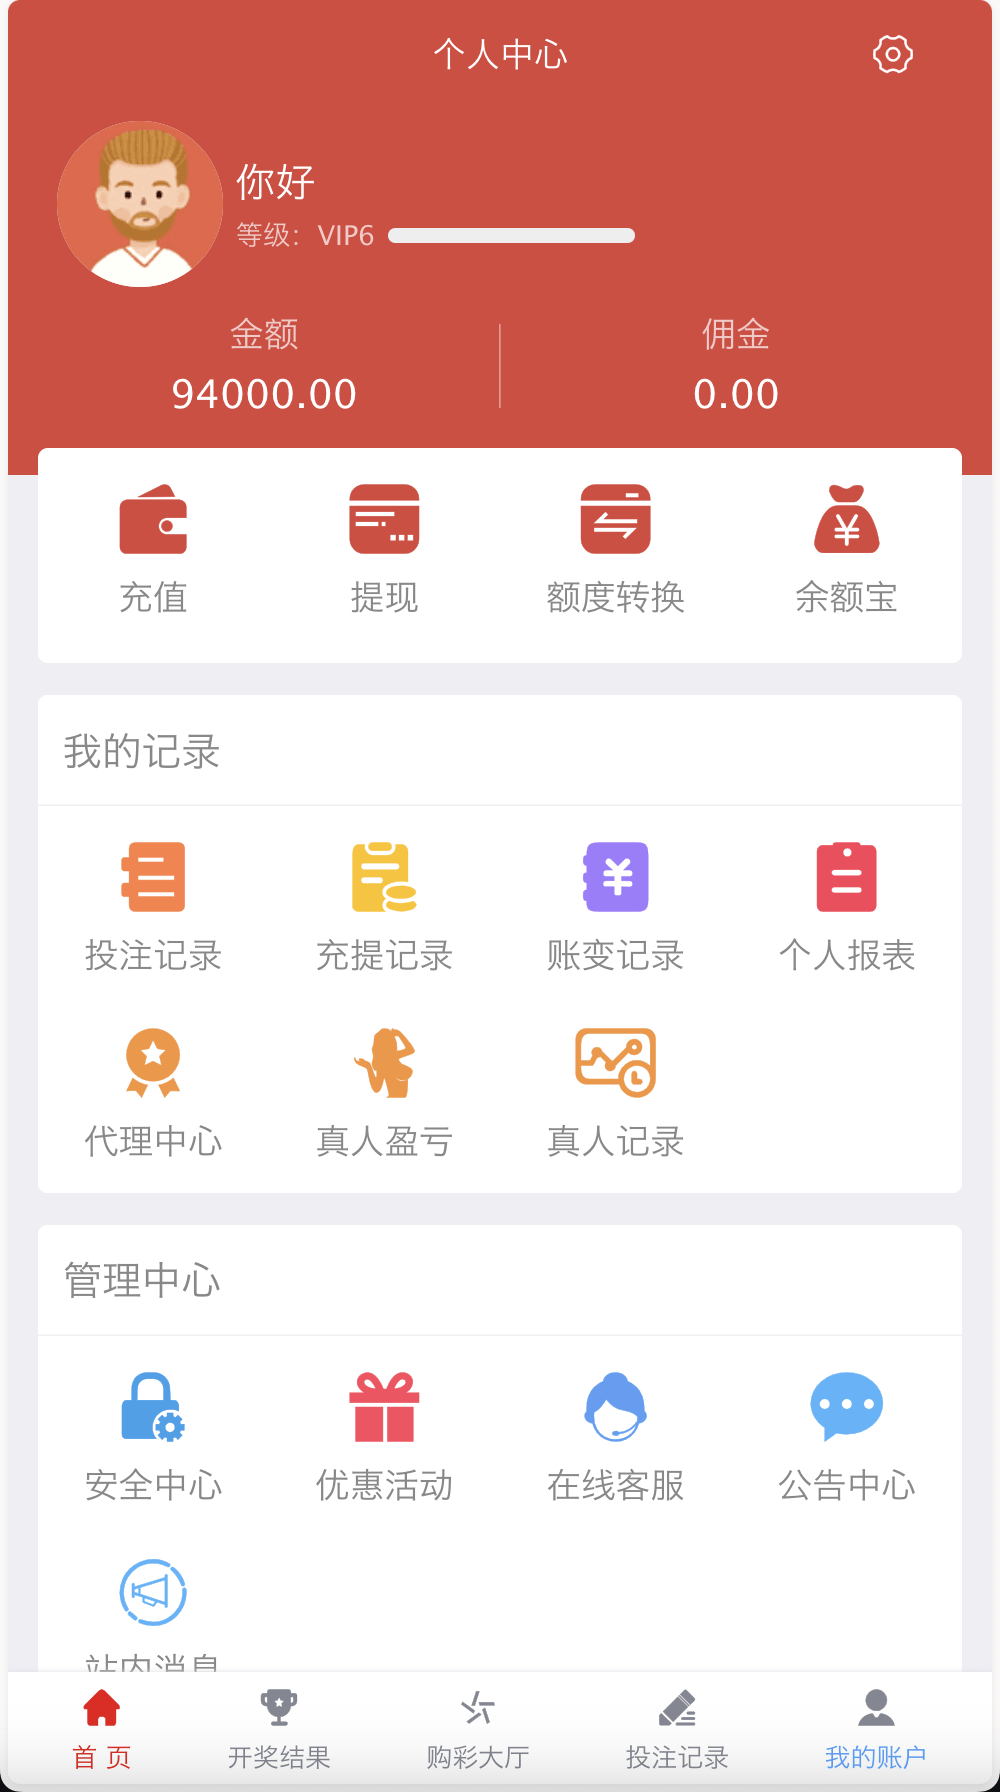 个人中心
你好
等级：VIP6
金额 佣金
94000.00 0.00
充值 提现 额度转换 余额宝
我的记录
投注记录 充提记录 账变记录 个人报表
代理中心 真人盈亏 真人记录
管理中心
安全中心 优惠活动 在线客服 公告中心
站内消息
首 页 开奖结果 购彩大厅 投注记录 我的账户